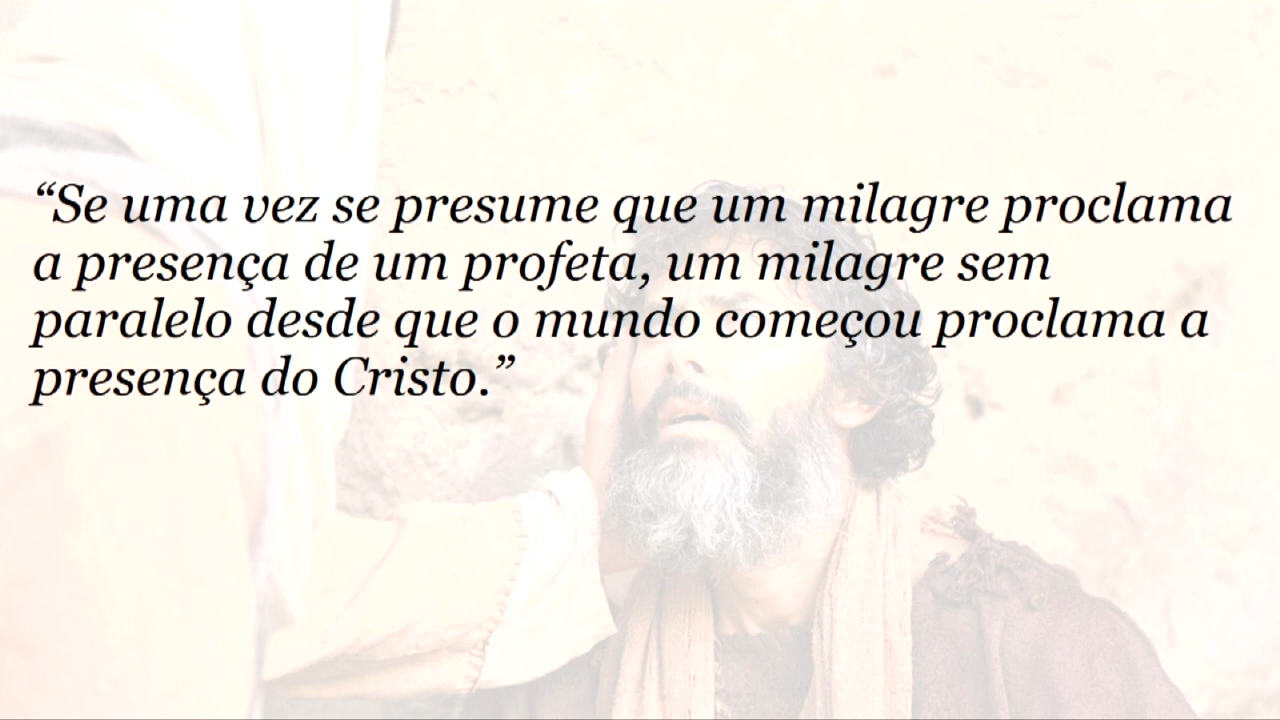 “Se uma vez se presume que um milagre proclama
a presença de um profeta, um milagre sem
paralelo desde que o mundo começou proclama a
presença do Cristo.”